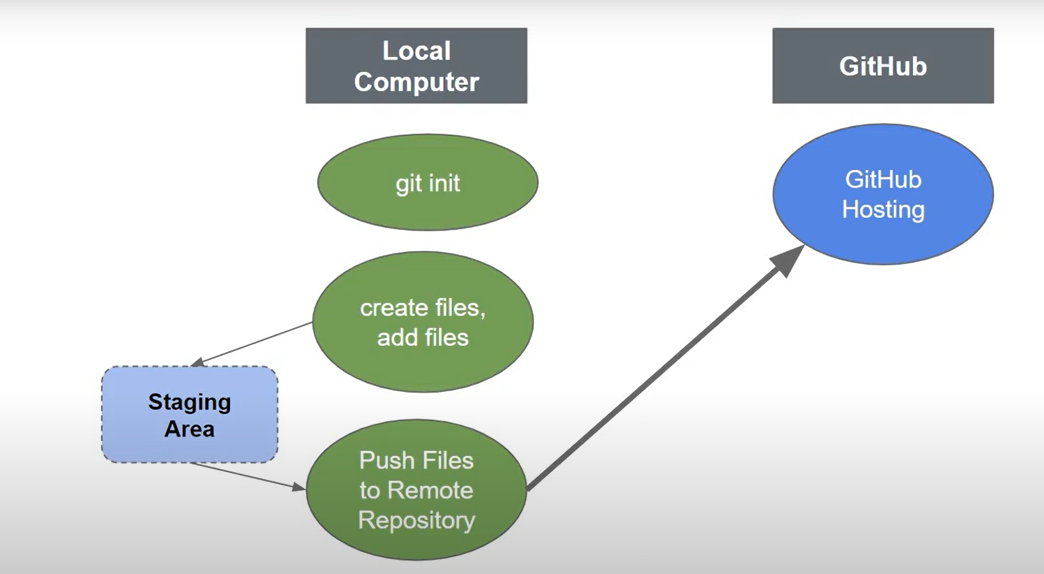 Local
Computer
GitHub
git init
GitHub
Hosting
create files,
add files
Staging
Area
Push Files
to Remote
Repository